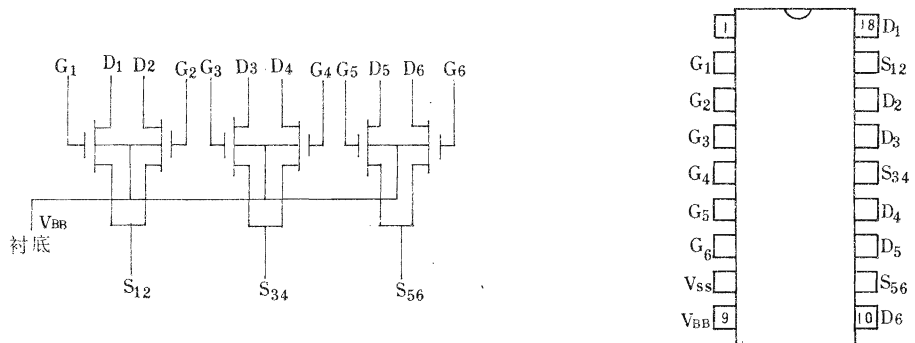 G1 D1 D2 G2 G3 D3 D4 G4 G5 D5 D6 G6
VBB
衬底
S12 S34 S56
1 18 D1
G1 S12
G2 D2
G3 D3
G4 S34
G5 D4
G6 D5
Vss S56
VBB 9 10 D6